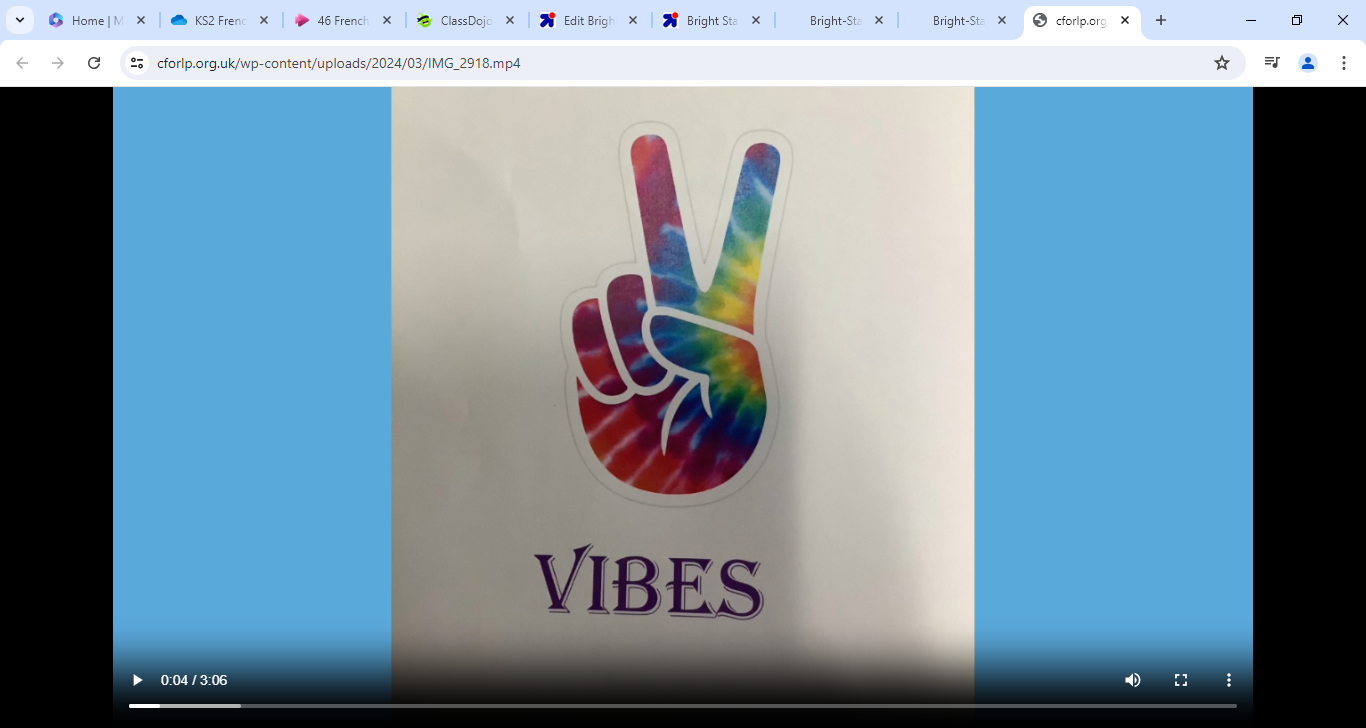 Home | M
KS2 Frenc
46 French
ClassDojo
Edit Brigh
Bright Sta
Bright-Sta
Bright-Sta
cforlp.org
cforlp.org.uk/wp-content/uploads/2024/03/IMG_2918.mp4
VIBES
0:04 / 3:06